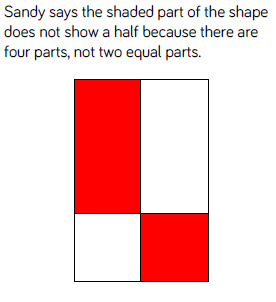 Sandy says the shaded part of the shape
does not show a half because there are
four parts, not two equal parts.